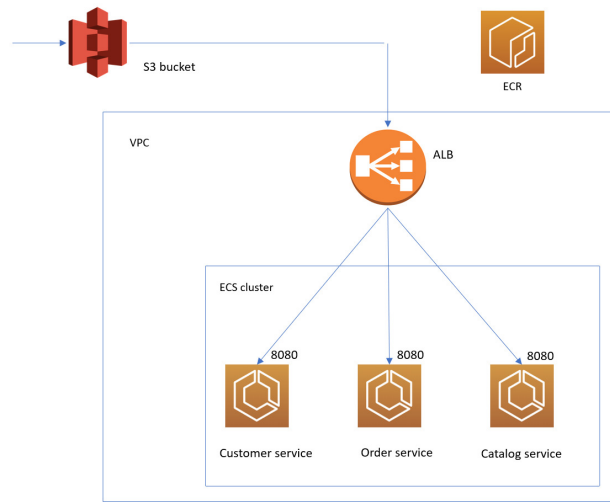 S3 bucket
ECR
VPC
ALB
ECS cluster
8080
8080
8080
Customer service
Order service
Catalog service